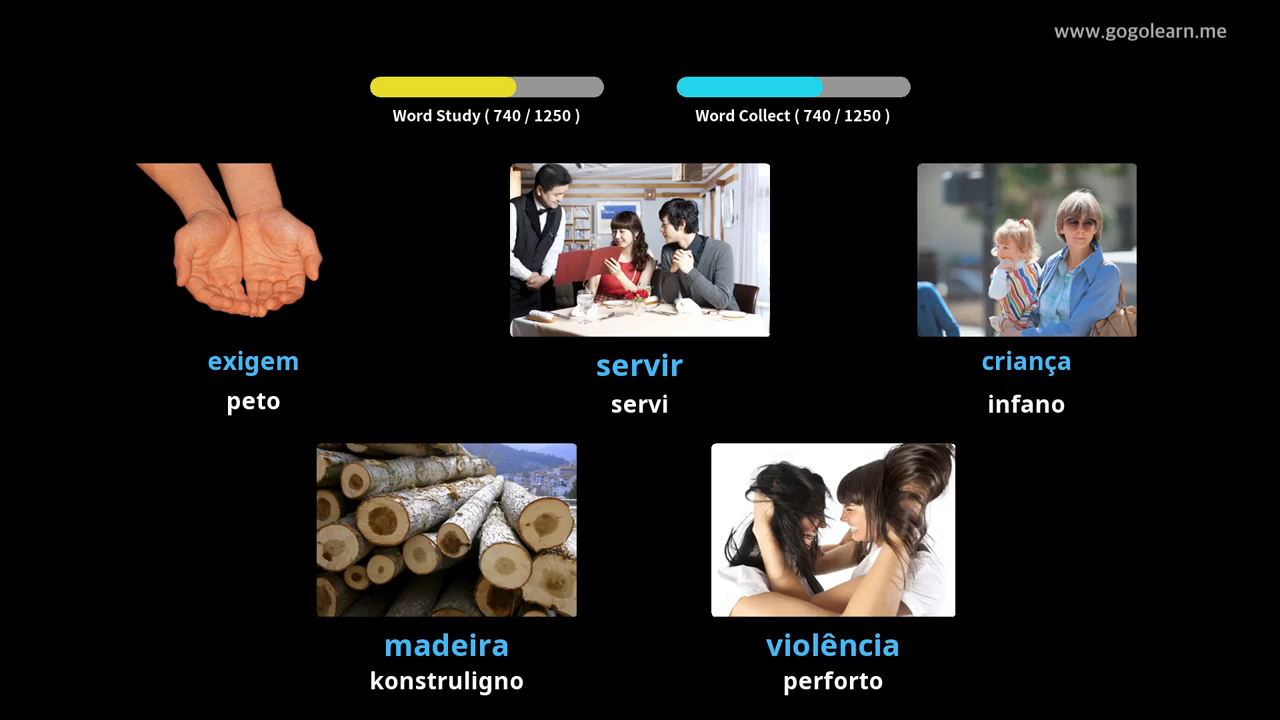 www.gogolearn.me
Word Study ( 740 / 1250 )
Word Collect ( 740 / 1250 )
exigem
peto
servir
servi
criança
infano
madeira
konstruligno
violência
perforto